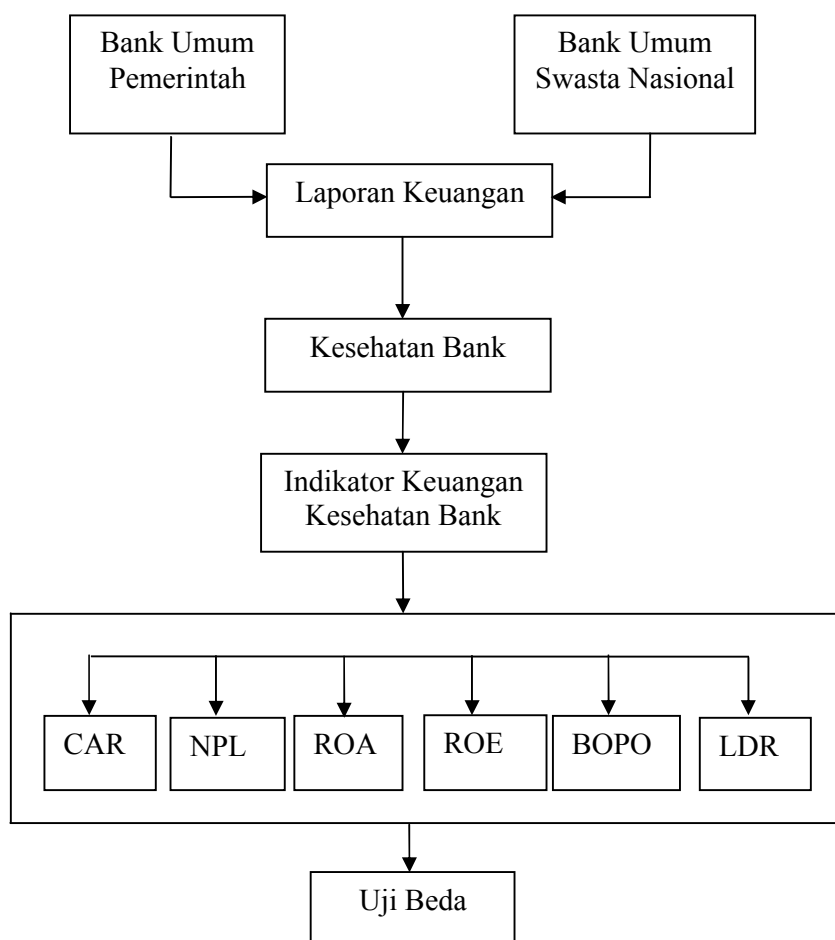 Bank Umum
Pemerintah
Bank Umum
Swasta Nasional
Laporan Keuangan
Kesehatan Bank
Indikator Keuangan
Kesehatan Bank
CAR
NPL
ROA
ROE
BOPO
LDR
Uji Beda